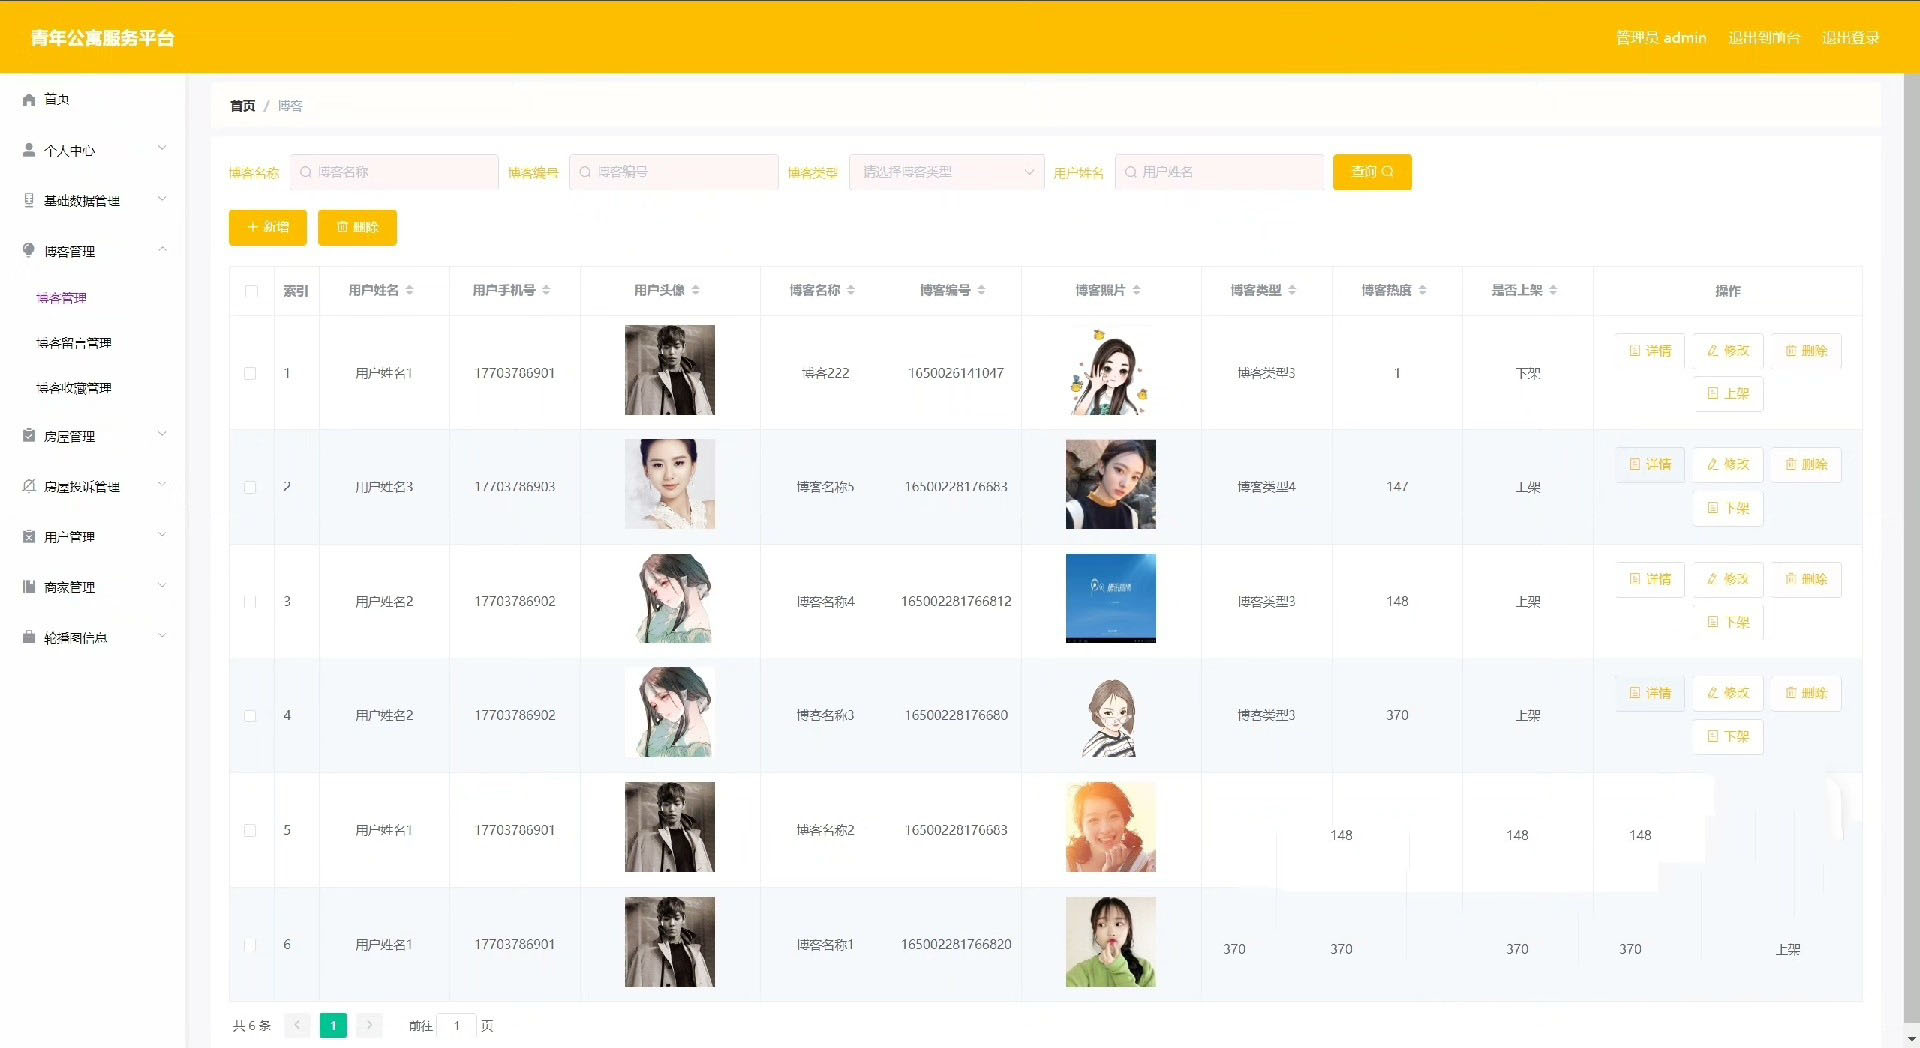 青年公寓服务平台
管理员 admin 退出到前台 退出登录
首页
个人中心
基础数据管理
博客管理
博客管理
博客留言管理
博客收藏管理
房屋管理
房屋投诉管理
用户管理
商家管理
轮播图信息
首页 / 博客
博客名称 博客名称 博客编号 博客编号 博客类型 请选择博客类型 用户姓名 用户姓名 查询
新增 删除
索引 用户姓名 用户手机号 用户头像 博客名称 博客编号 博客照片 博客类型 博客热度 是否上架 操作
1 用户姓名1 17703786901 博客222 1650026141047 博客类型3 1 下架 详情 修改 删除
上架
2 用户姓名3 17703786903 博客名称5 16500228176683 博客类型4 147 上架 详情 修改 删除
下架
3 用户姓名2 17703786902 博客名称4 165002281766812 博客类型3 148 上架 详情 修改 删除
下架
4 用户姓名2 17703786902 博客名称3 16500228176680 博客类型3 370 上架 详情 修改 删除
下架
5 用户姓名1 17703786901 博客名称2 16500228176683 148 148 148
6 用户姓名1 17703786901 博客名称1 165002281766820 370 370 370 370 上架
共 6 条 1 前往 1 页